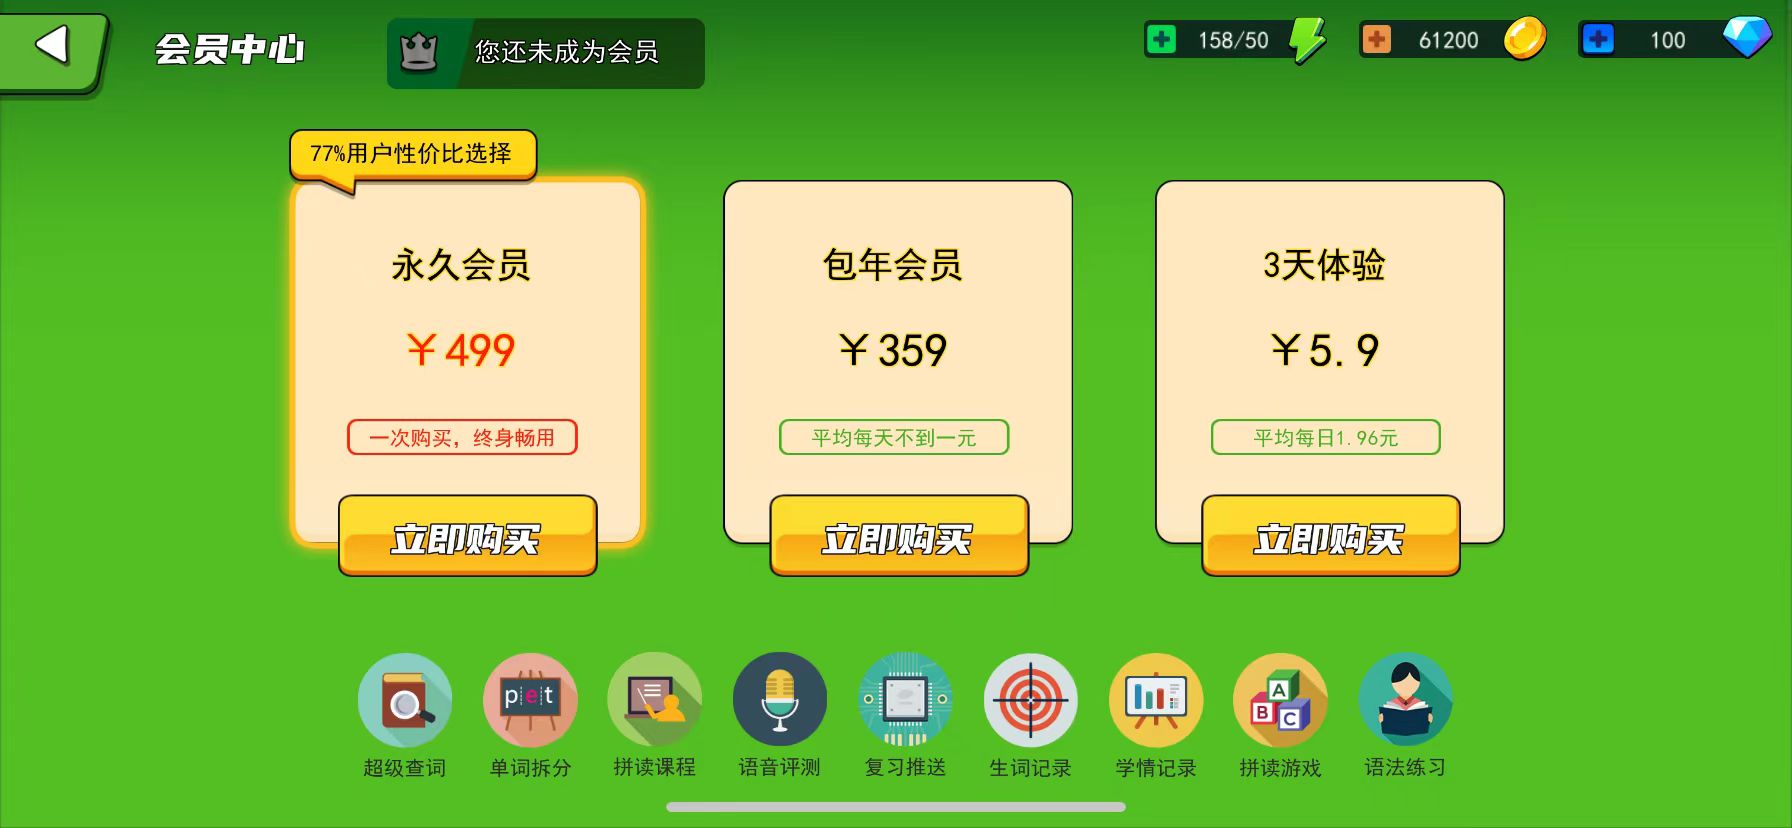 会员中心
您还未成为会员
158/50
61200
100
77%用户性价比选择
永久会员
￥499
一次购买，终身畅用
立即购买
包年会员
￥359
平均每天不到一元
立即购买
3天体验
￥5.9
平均每日1.96元
立即购买
pet
A
B
C
超级查词
单词拆分
拼读课程
语音评测
复习推送
生词记录
学情记录
拼读游戏
语法练习